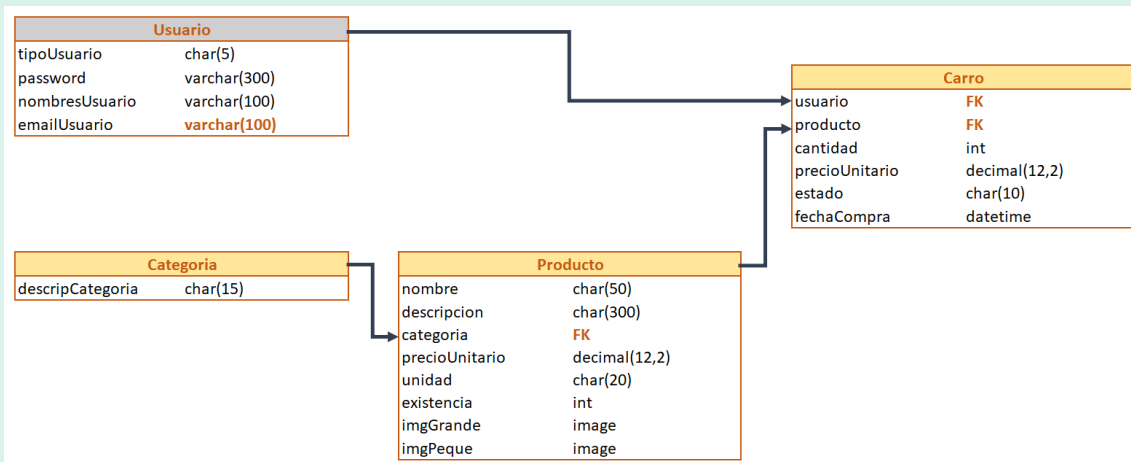 Usuario
tipoUsuario char(5)
password varchar(300)
nombresUsuario varchar(100)
emailUsuario varchar(100)
Carro
usuario FK
producto FK
cantidad int
precioUnitario decimal(12,2)
estado char(10)
fechaCompra datetime
Categoria
descripCategoria char(15)
Producto
nombre char(50)
descripcion char(300)
categoria FK
precioUnitario decimal(12,2)
unidad char(20)
existencia int
imgGrande image
imgPeque image